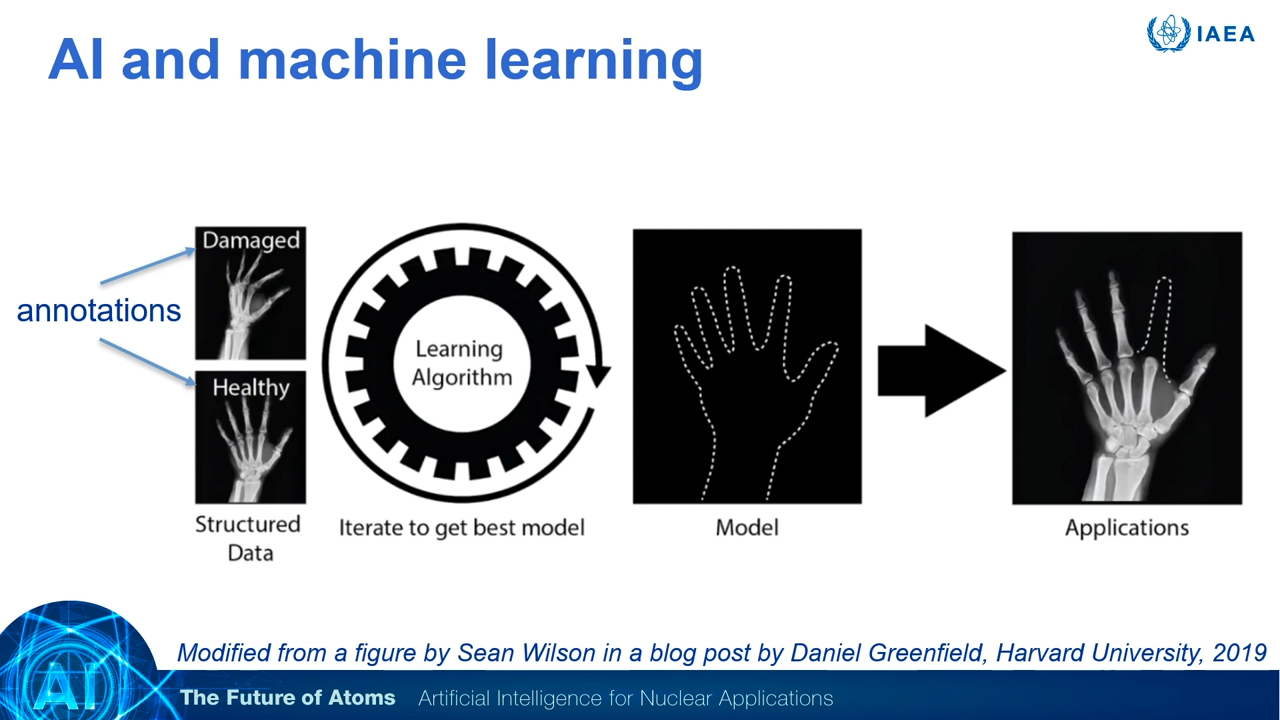 AI and machine learning
IAEA
annotations
Damaged
Healthy
Structured
Data
Learning
Algorithm
Iterate to get best model
Model
Applications
Modified from a figure by Sean Wilson in a blog post by Daniel Greenfield, Harvard University, 2019
AI
The Future of Atoms Artificial Intelligence for Nuclear Applications